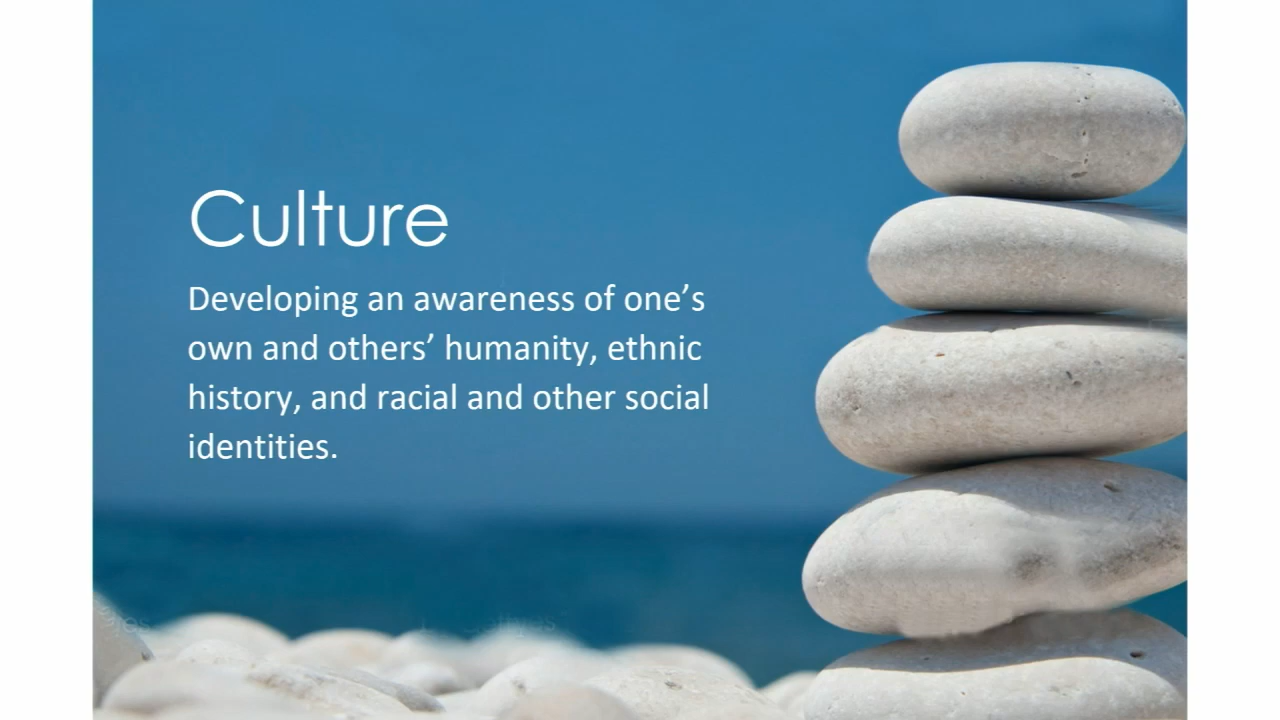 Culture
Developing an awareness of one’s
own and others’ humanity, ethnic
history, and racial and other social
identities.